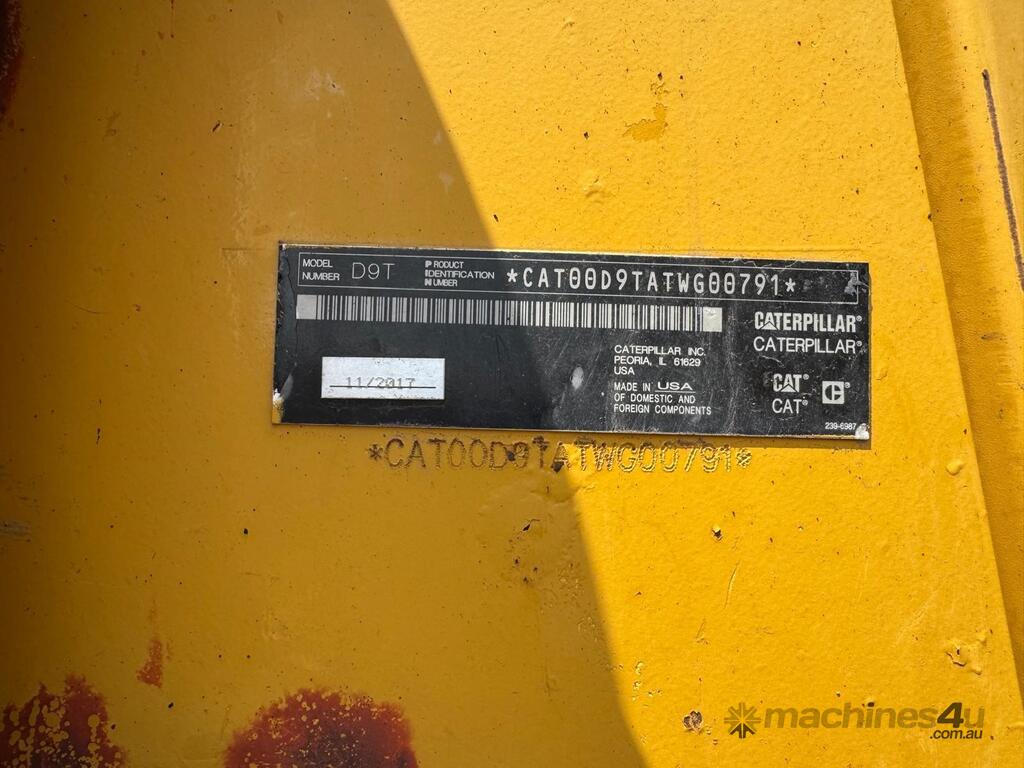 MODEL NUMBER D9T PRODUCT IDENTIFICATION NUMBER *CAT00D9TATWG00791*
CATERPILLAR®
CATERPILLAR®
CATERPILLAR INC.
PEORIA, IL 61629
USA
11/2017
MADE IN USA
OF DOMESTIC AND
FOREIGN COMPONENTS
CAT®
CAT®
239-6987
*CAT00D9TATWG00791*
machines4u
.com.au